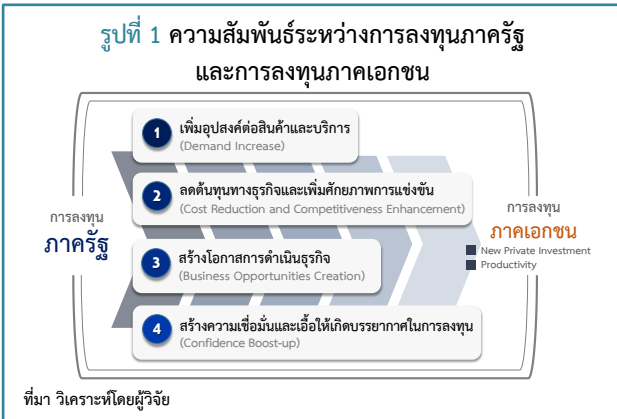 รูปที่ 1 ความสัมพันธ์ระหว่างการลงทุนภาครัฐ
และการลงทุนภาคเอกชน
1 เพิ่มอุปสงค์ต่อสินค้าและบริการ
(Demand Increase)
2 ลดต้นทุนทางธุรกิจและเพิ่มศักยภาพการแข่งขัน
(Cost Reduction and Competitiveness Enhancement)
การลงทุน
ภาครัฐ
การลงทุน
ภาคเอกชน
New Private Investment
Productivity
3 สร้างโอกาสการดำเนินธุรกิจ
(Business Opportunities Creation)
4 สร้างความเชื่อมั่นและเอื้อให้เกิดบรรยากาศในการลงทุน
(Confidence Boost-up)
ที่มา วิเคราะห์โดยผู้วิจัย